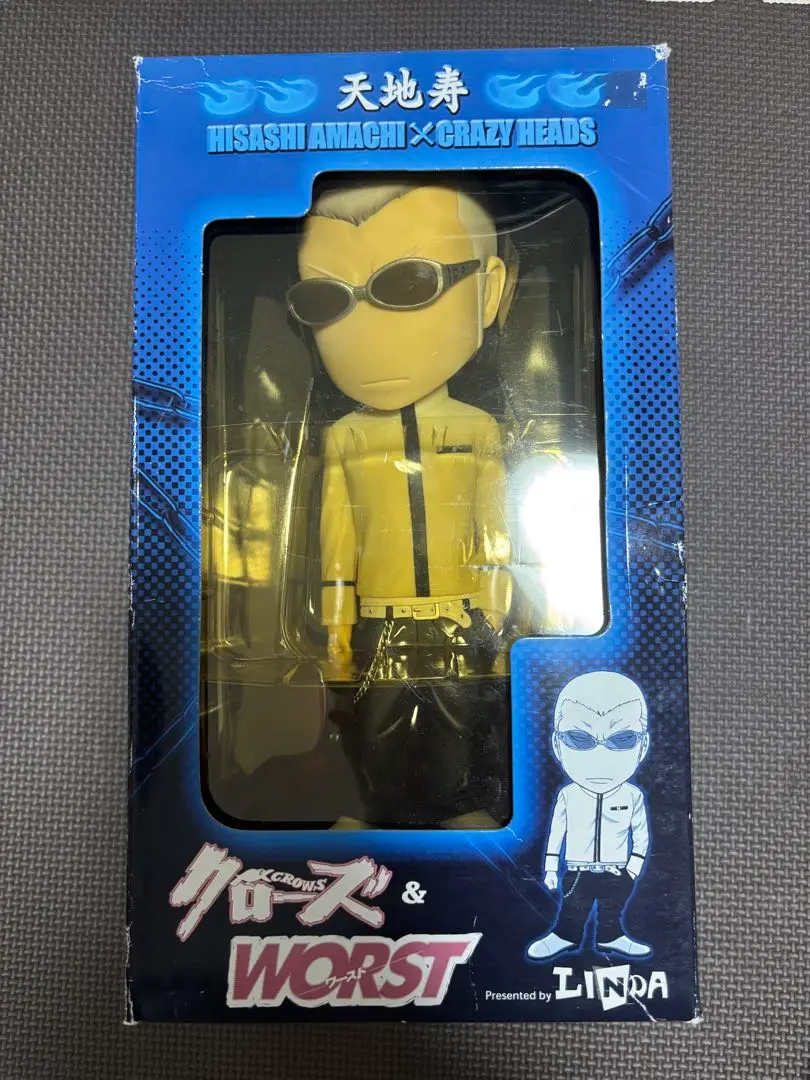 天地寿
HISASHI AMACHI×CRAZY HEADS
クローズ
CROWS
&
WORST
ワースト
Presented by LINDA